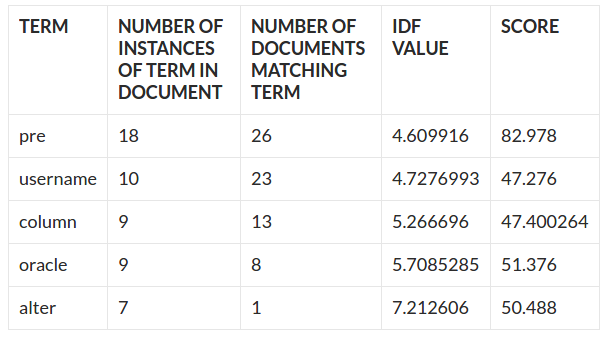 TERM NUMBER OF INSTANCES OF TERM IN DOCUMENT NUMBER OF DOCUMENTS MATCHING TERM IDF VALUE SCORE
pre 18 26 4.609916 82.978
username 10 23 4.7276993 47.276
column 9 13 5.266696 47.400264
oracle 9 8 5.7085285 51.376
alter 7 1 7.212606 50.488